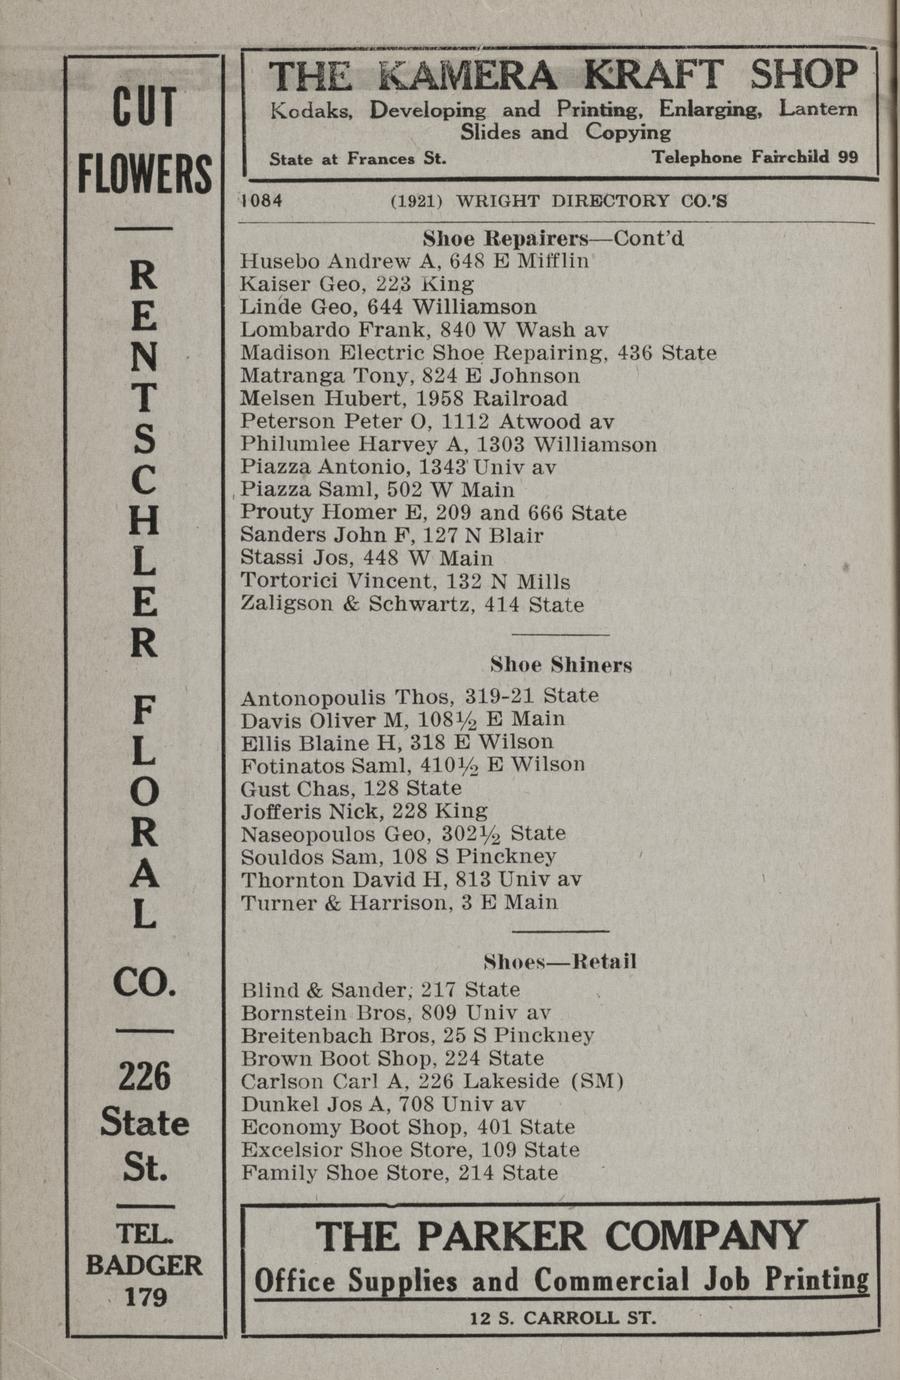 CUT
FLOWERS
RENTSCHLER
FLORAL
CO.
226
State
St.
TEL.
BADGER
179
THE KAMERA KRAFT SHOP
Kodaks, Developing and Printing, Enlarging, Lantern
Slides and Copying
State at Frances St. Telephone Fairchild 99
1084 (1921) WRIGHT DIRECTORY CO.'S
Shoe Repairers—Cont'd
Husebo Andrew A, 648 E Mifflin
Kaiser Geo, 223 King
Linde Geo, 644 Williamson
Lombardo Frank, 840 W Wash av
Madison Electric Shoe Repairing, 436 State
Matranga Tony, 824 E Johnson
Melsen Hubert, 1958 Railroad
Peterson Peter O, 1112 Atwood av
Philumlee Harvey A, 1303 Williamson
Piazza Antonio, 1343 Univ av
Piazza Saml, 502 W Main
Prouty Homer E, 209 and 666 State
Sanders John F, 127 N Blair
Stassi Jos, 448 W Main
Tortorici Vincent, 132 N Mills
Zaligson & Schwartz, 414 State
Shoe Shiners
Antonopoulis Thos, 319-21 State
Davis Oliver M, 108½ E Main
Ellis Blaine H, 318 E Wilson
Fotinatos Saml, 410½ E Wilson
Gust Chas, 128 State
Jofferis Nick, 228 King
Naseopoulos Geo, 302½ State
Souldos Sam, 108 S Pinckney
Thornton David H, 813 Univ av
Turner & Harrison, 3 E Main
Shoes—Retail
Blind & Sander, 217 State
Bornstein Bros, 809 Univ av
Breitenbach Bros, 25 S Pinckney
Brown Boot Shop, 224 State
Carlson Carl A, 226 Lakeside (SM)
Dunkel Jos A, 708 Univ av
Economy Boot Shop, 401 State
Excelsior Shoe Store, 109 State
Family Shoe Store, 214 State
THE PARKER COMPANY
Office Supplies and Commercial Job Printing
12 S. CARROLL ST.